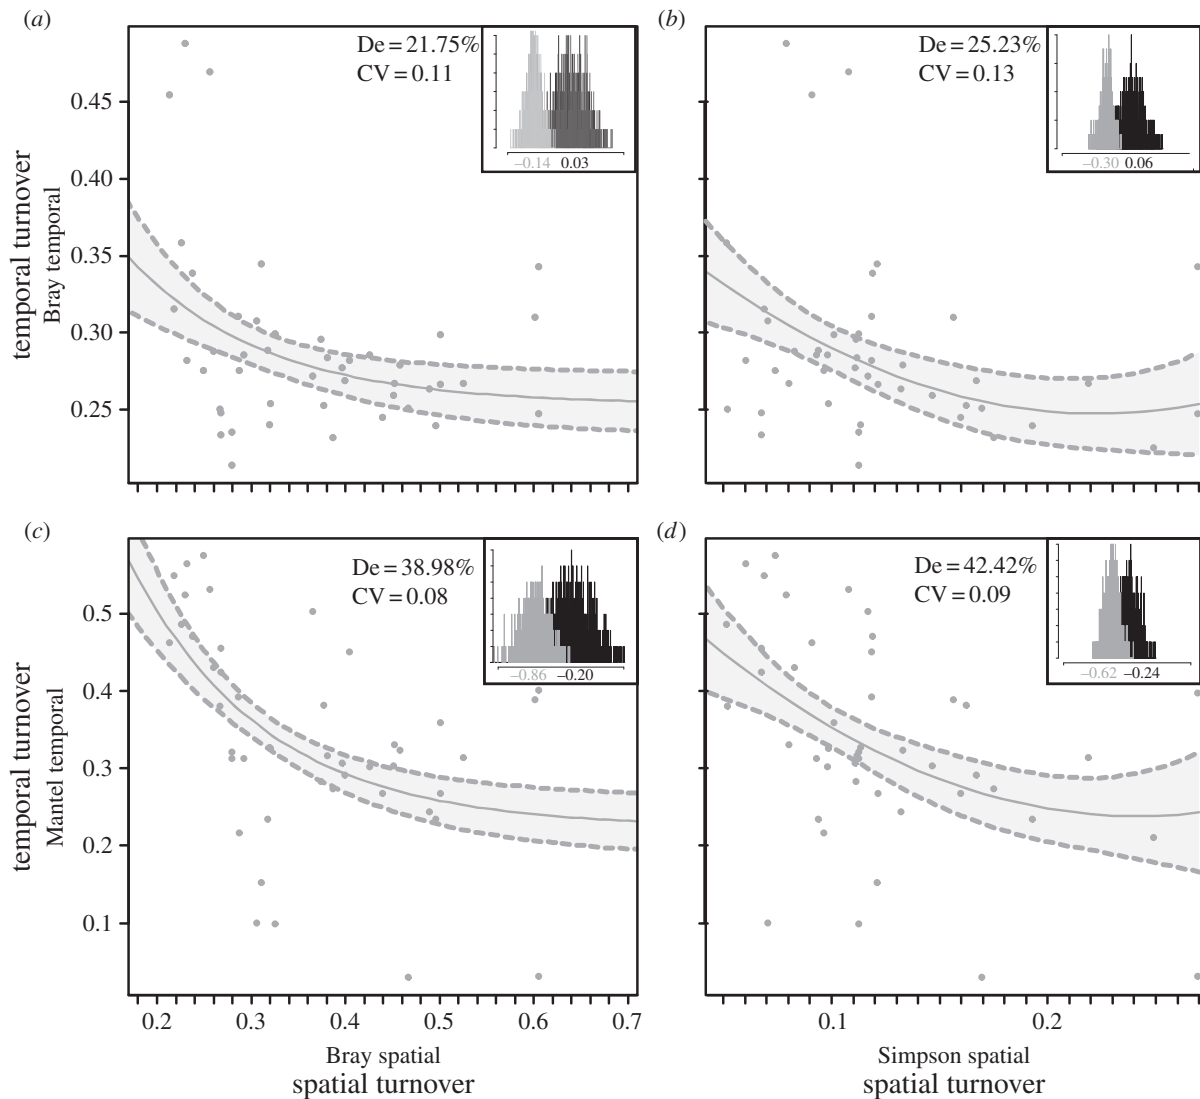 (a)
De = 21.75%
CV = 0.11
−0.14 0.03
0.45
0.40
0.35
0.30
0.25
temporal turnover
Bray temporal
(b)
De = 25.23%
CV = 0.13
−0.30 0.06
(c)
De = 38.98%
CV = 0.08
−0.86 −0.20
0.5
0.4
0.3
0.2
0.1
temporal turnover
Mantel temporal
0.2 0.3 0.4 0.5 0.6 0.7
Bray spatial
spatial turnover
(d)
De = 42.42%
CV = 0.09
−0.62 −0.24
0.1 0.2
Simpson spatial
spatial turnover